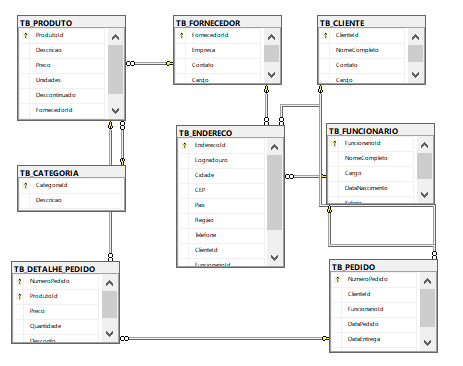 TB_PRODUTO
ProdutoId
Descricao
Preco
Unidades
Descontinuado
FornecedorId
TB_FORNECEDOR
FornecedorId
Empresa
Contato
Cargo
TB_CLIENTE
ClienteId
NomeCompleto
Contato
Cargo
TB_ENDERECO
EnderecoId
Logradouro
Cidade
CEP
Pais
Regiao
Telefone
ClienteId
FuncionarioId
TB_FUNCIONARIO
FuncionarioId
NomeCompleto
Cargo
DataNascimento
TB_CATEGORIA
CategoriaId
Descricao
TB_DETALHE_PEDIDO
NumeroPedido
ProdutoId
Preco
Quantidade
Desconto
TB_PEDIDO
NumeroPedido
ClienteId
FuncionarioId
DataPedido
DataEntrega